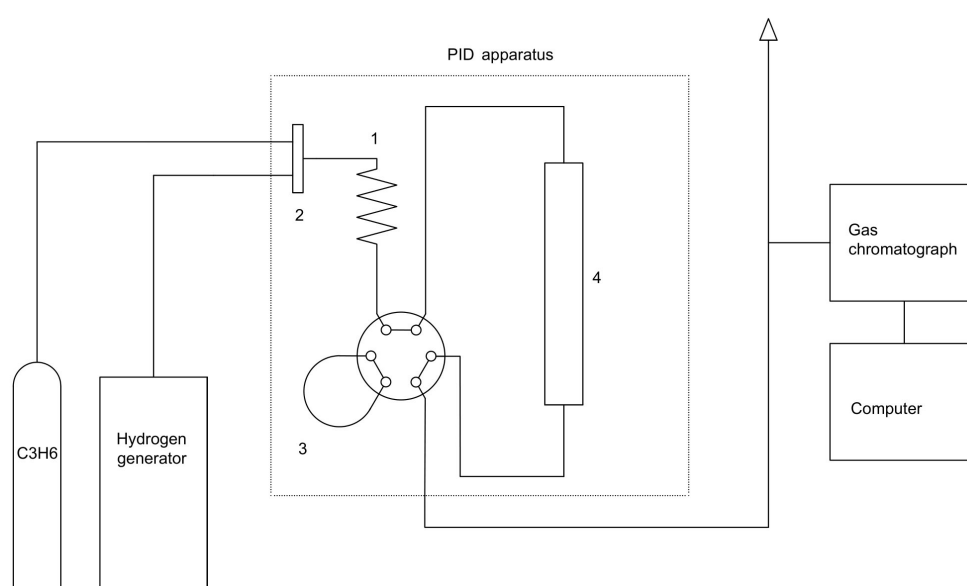 PID apparatus
1
2
Gas
chromatograph
4
Computer
Hydrogen
generator
3
C3H6